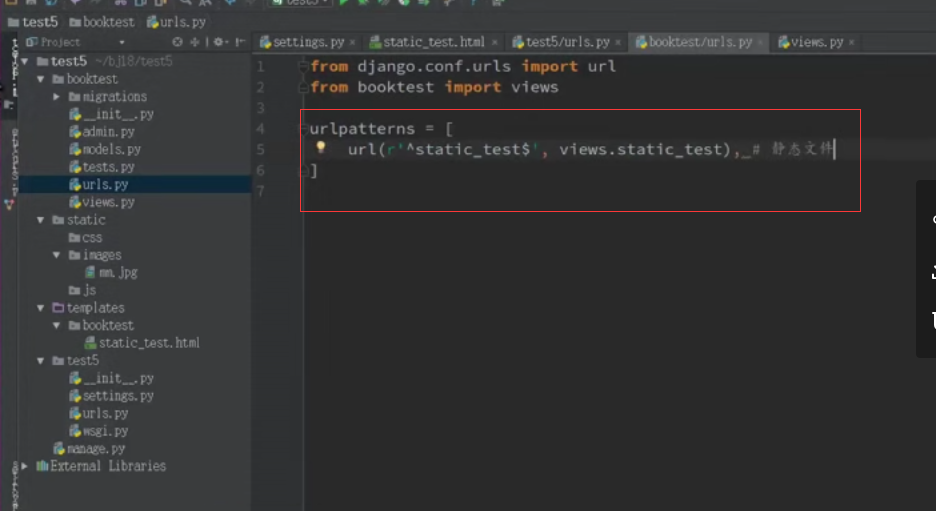 test5
test5 booktest urls.py
Project
settings.py static_test.html test5/urls.py booktest/urls.py views.py
test5 ~/bj18/test5
booktest
migrations
__init__.py
admin.py
models.py
tests.py
urls.py
views.py
static
css
images
mm.jpg
js
templates
booktest
static_test.html
test5
__init__.py
settings.py
urls.py
wsgi.py
manage.py
External Libraries
1 from django.conf.urls import url
2 from booktest import views
3
4 urlpatterns = [
5 url(r'^static_test$', views.static_test), # 静态文件
6 ]
7